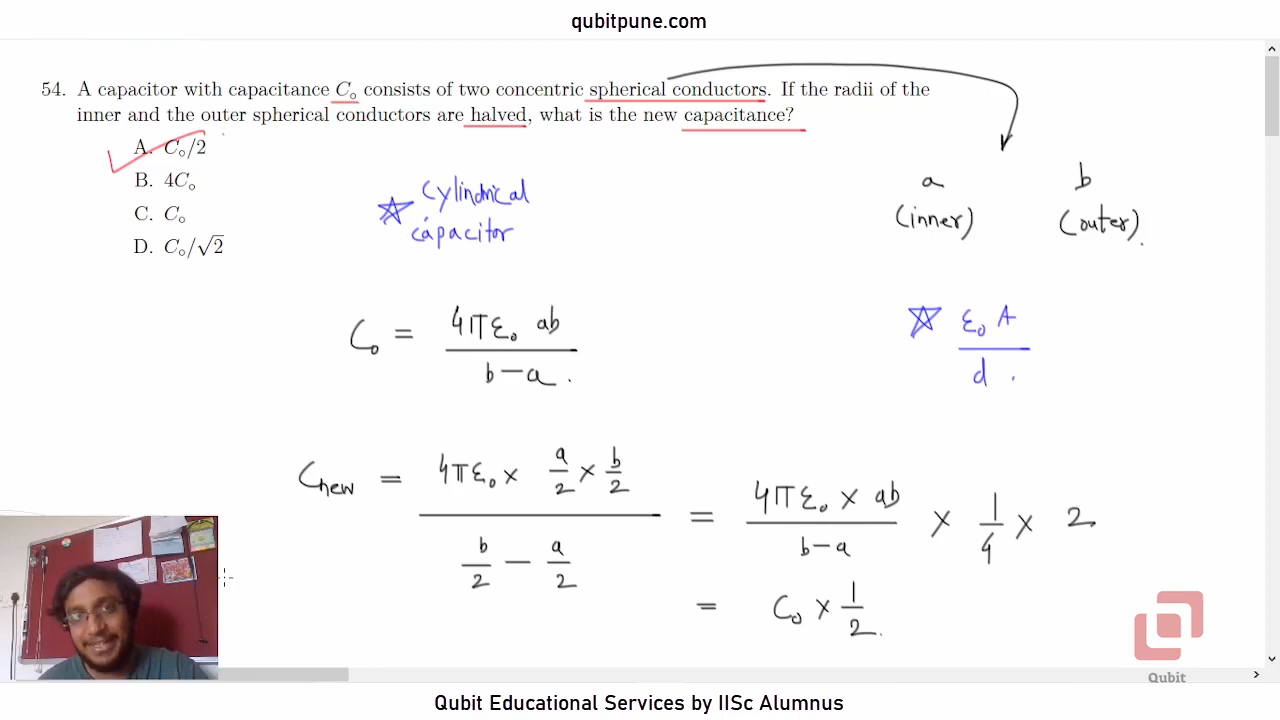 qubitpune.com
54. A capacitor with capacitance C₀ consists of two concentric spherical conductors. If the radii of the
inner and the outer spherical conductors are halved, what is the new capacitance?
A. C₀/2
B. 4C₀
C. C₀
D. C₀/√2
☆ Cylindrical
capacitor
a
(inner)
b
(outer).
C₀ = 4πε₀ ab / b − a.
☆ ε₀ A / d.
Cnew = 4πε₀ × a/2 × b/2 / b/2 − a/2 = 4πε₀ × ab / b−a × 1/4 × 2
= C₀ × 1/2.
Qubit
Qubit Educational Services by IISc Alumnus